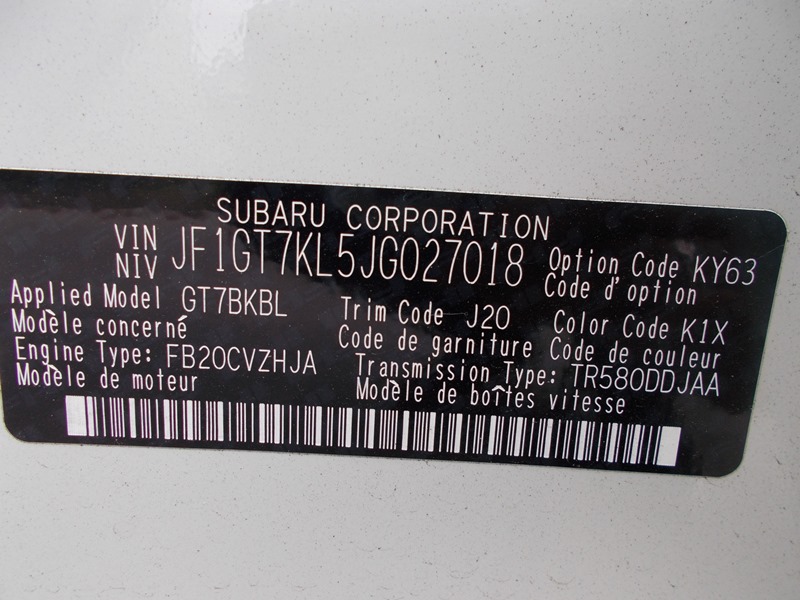 SUBARU CORPORATION
VIN JF1GT7KL5JG027018 Option Code KY63
NIV Code d'option
Applied Model GT7BKBL Trim Code J20 Color Code K1X
Modèle concerné Code de garniture Code de couleur
Engine Type: FB20CVZHJA Transmission Type: TR580DDJAA
Modèle de moteur Modèle de boîtes vitesse